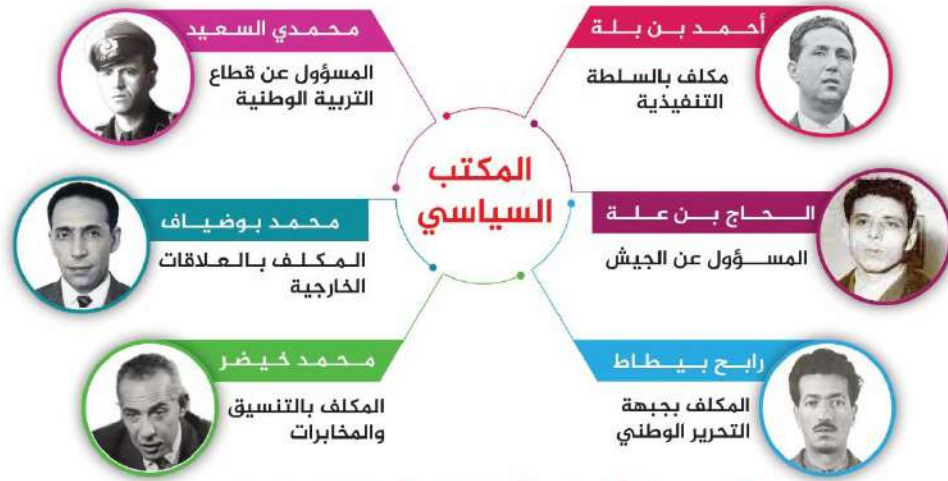 أحمد بن بلة
مكلف بالسلطة
التنفيذية
محمدي السعيد
المسؤول عن قطاع
التربية الوطنية
المكتب
السياسي
الحاج بن علة
المسؤول عن الجيش
محمد بوضياف
المكلف بالعلاقات
الخارجية
رابح بيطاط
المكلف بجبهة
التحرير الوطني
محمد خيضر
المكلف بالتنسيق
والمخابرات